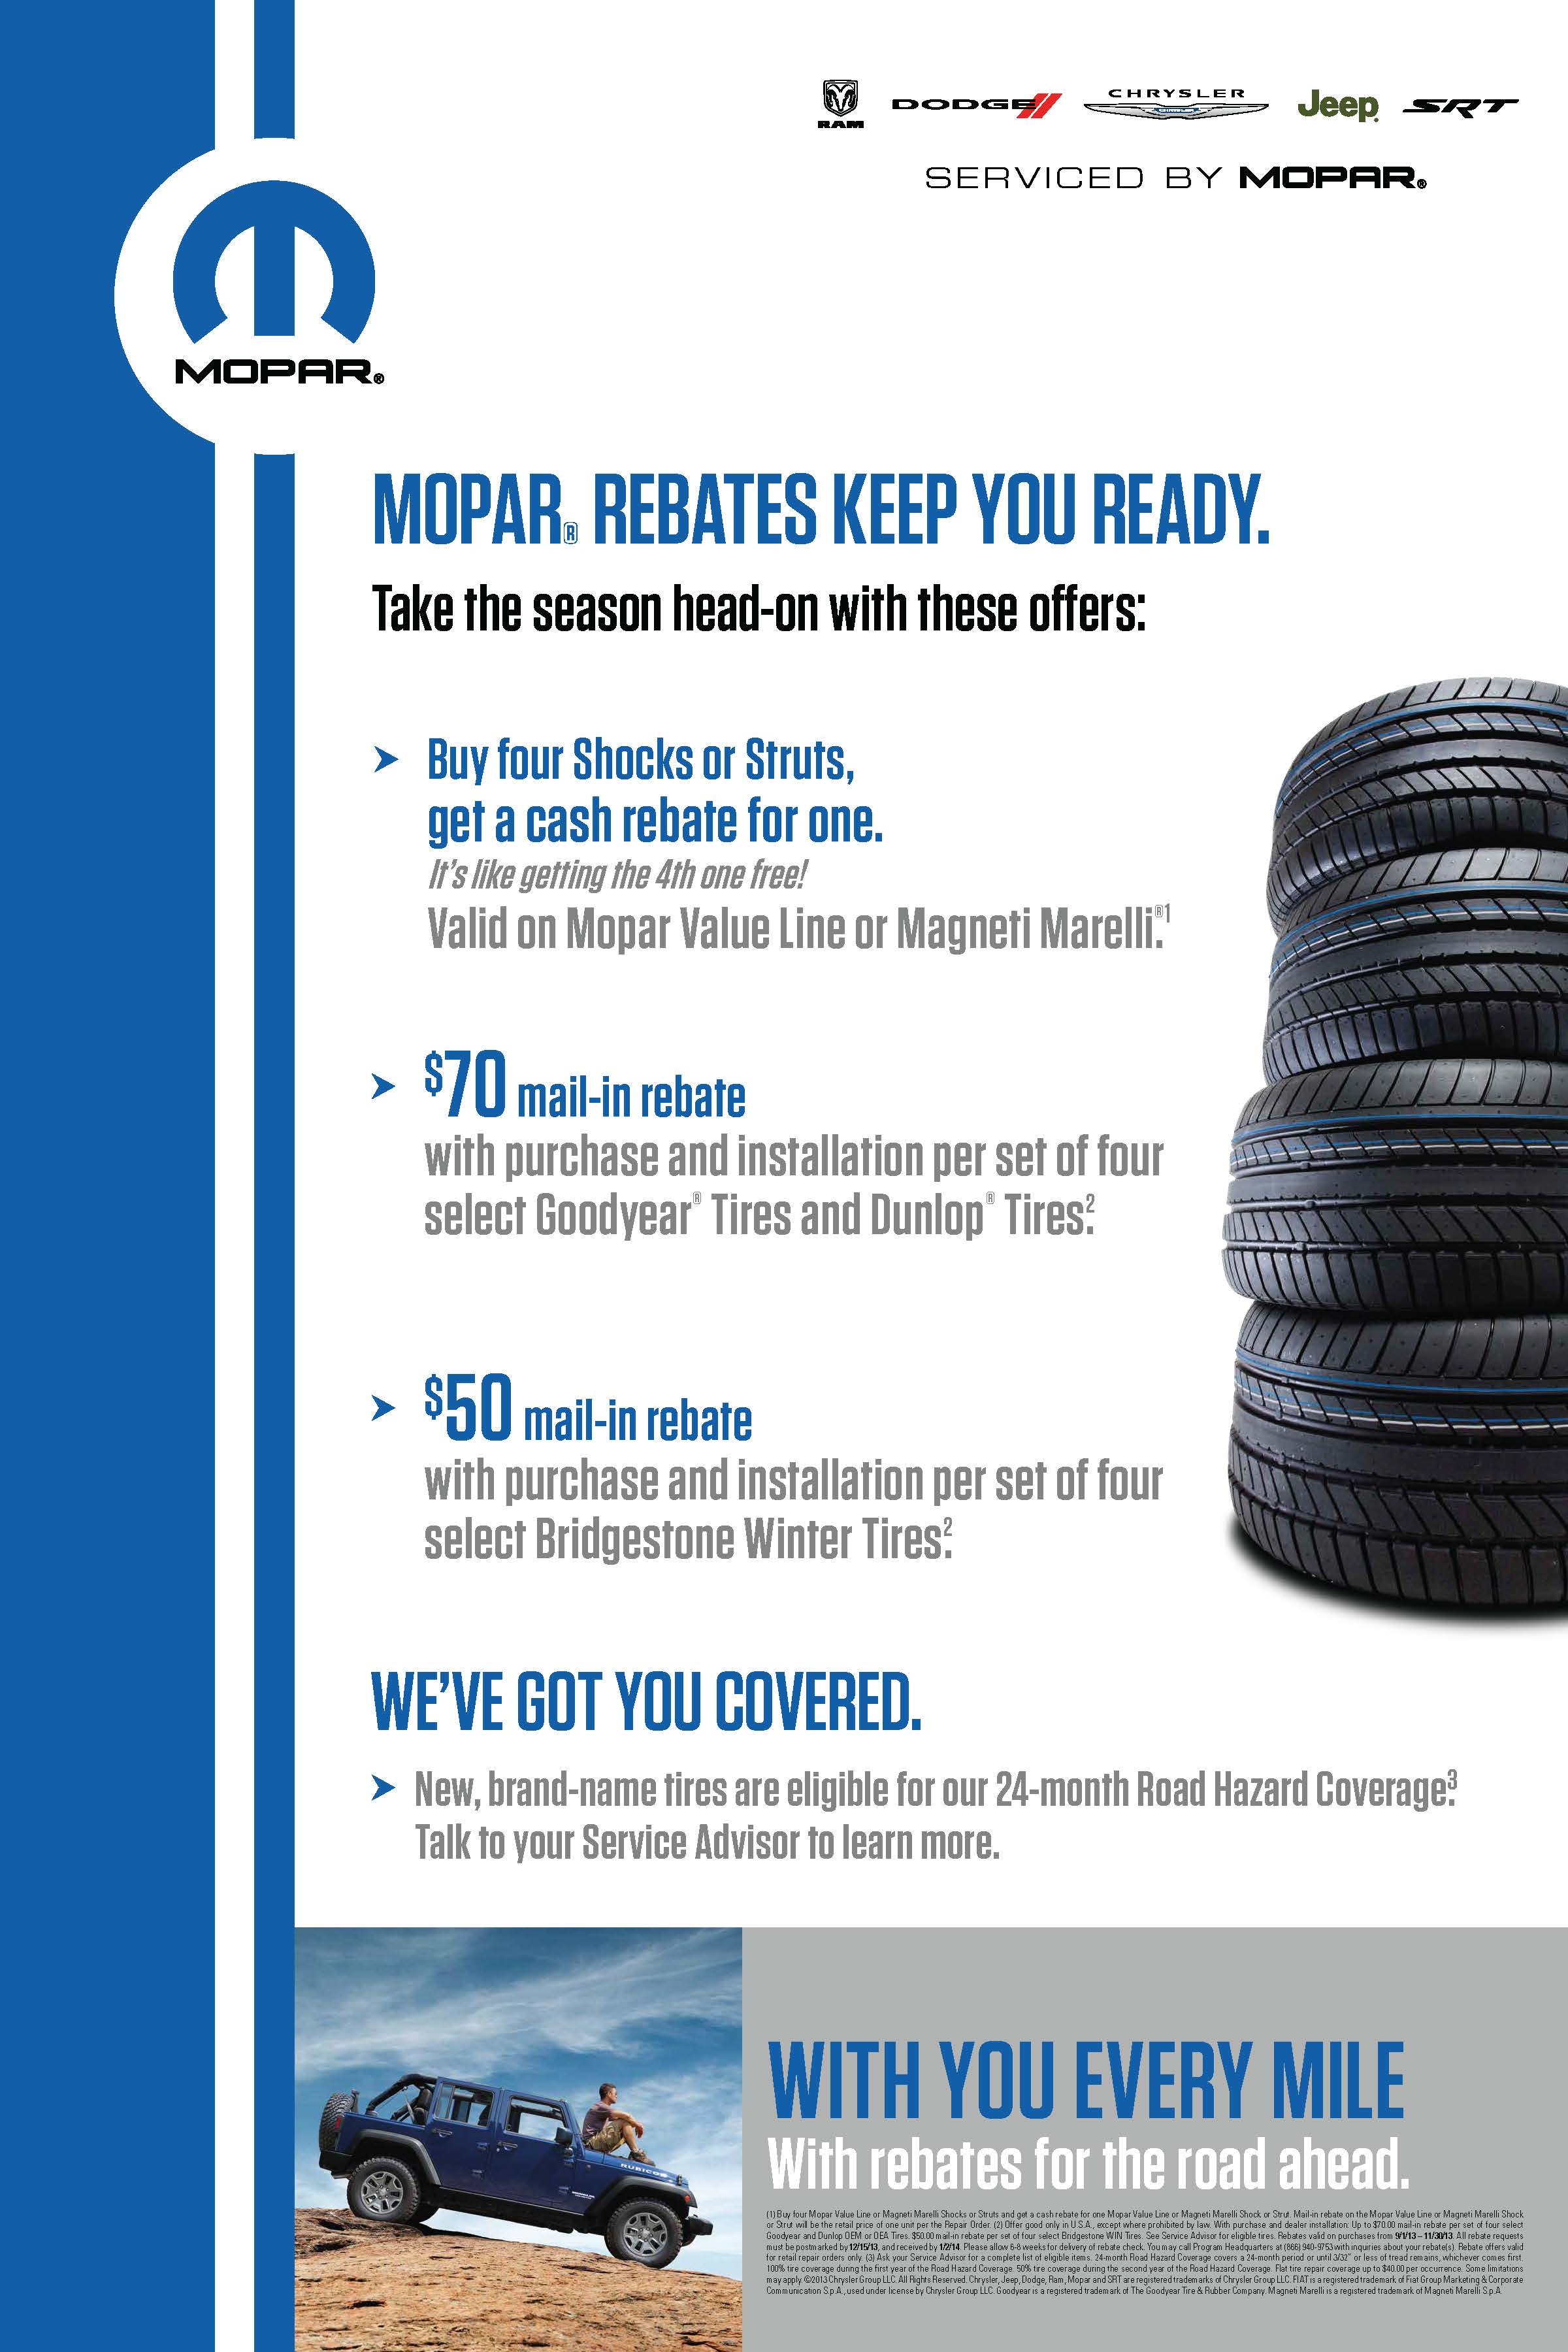 RAM DODGE CHRYSLER Jeep® SRT
SERVICED BY MOPAR®
MOPAR®
MOPAR® REBATES KEEP YOU READY.
Take the season head-on with these offers:
Buy four Shocks or Struts,
get a cash rebate for one.
It's like getting the 4th one free!
Valid on Mopar Value Line or Magneti Marelli.®1
$70 mail-in rebate
with purchase and installation per set of four
select Goodyear® Tires and Dunlop® Tires.2
$50 mail-in rebate
with purchase and installation per set of four
select Bridgestone Winter Tires.2
WE'VE GOT YOU COVERED.
New, brand-name tires are eligible for our 24-month Road Hazard Coverage.3
Talk to your Service Advisor to learn more.
RUBICON
WITH YOU EVERY MILE
With rebates for the road ahead.
(1) Buy four Mopar Value Line or Magneti Marelli Shocks or Struts and get a cash rebate for one Mopar Value Line or Magneti Marelli Shock or Strut. Mail-in rebate on the Mopar Value Line or Magneti Marelli Shock
or Strut will be the retail price of one unit per the Repair Order. (2) Offer good only in U.S.A., except where prohibited by law. With purchase and dealer installation: Up to $70.00 mail-in rebate per set of four select
Goodyear and Dunlop OEM or OEA Tires. $50.00 mail-in rebate per set of four select Bridgestone WIN Tires. See Service Advisor for eligible tires. Rebates valid on purchases from 9/1/13 – 11/30/13. All rebate requests
must be postmarked by 12/15/13, and received by 1/2/14. Please allow 6-8 weeks for delivery of rebate check. You may call Program Headquarters at (866) 940-9753 with inquiries about your rebate(s). Rebate offers valid
for retail repair orders only. (3) Ask your Service Advisor for a complete list of eligible items. 24-month Road Hazard Coverage covers a 24-month period or until 3/32" or less of tread remains, whichever comes first.
100% tire coverage during the first year of the Road Hazard Coverage. 50% tire coverage during the second year of the Road Hazard Coverage. Flat tire repair coverage up to $40.00 per occurrence. Some limitations
may apply. ©2013 Chrysler Group LLC. All Rights Reserved. Chrysler, Jeep, Dodge, Ram, Mopar and SRT are registered trademarks of Chrysler Group LLC. FIAT is a registered trademark of Fiat Group Marketing & Corporate
Communication S.p.A., used under license by Chrysler Group LLC. Goodyear is a registered trademark of The Goodyear Tire & Rubber Company. Magneti Marelli is a registered trademark of Magneti Marelli S.p.A.